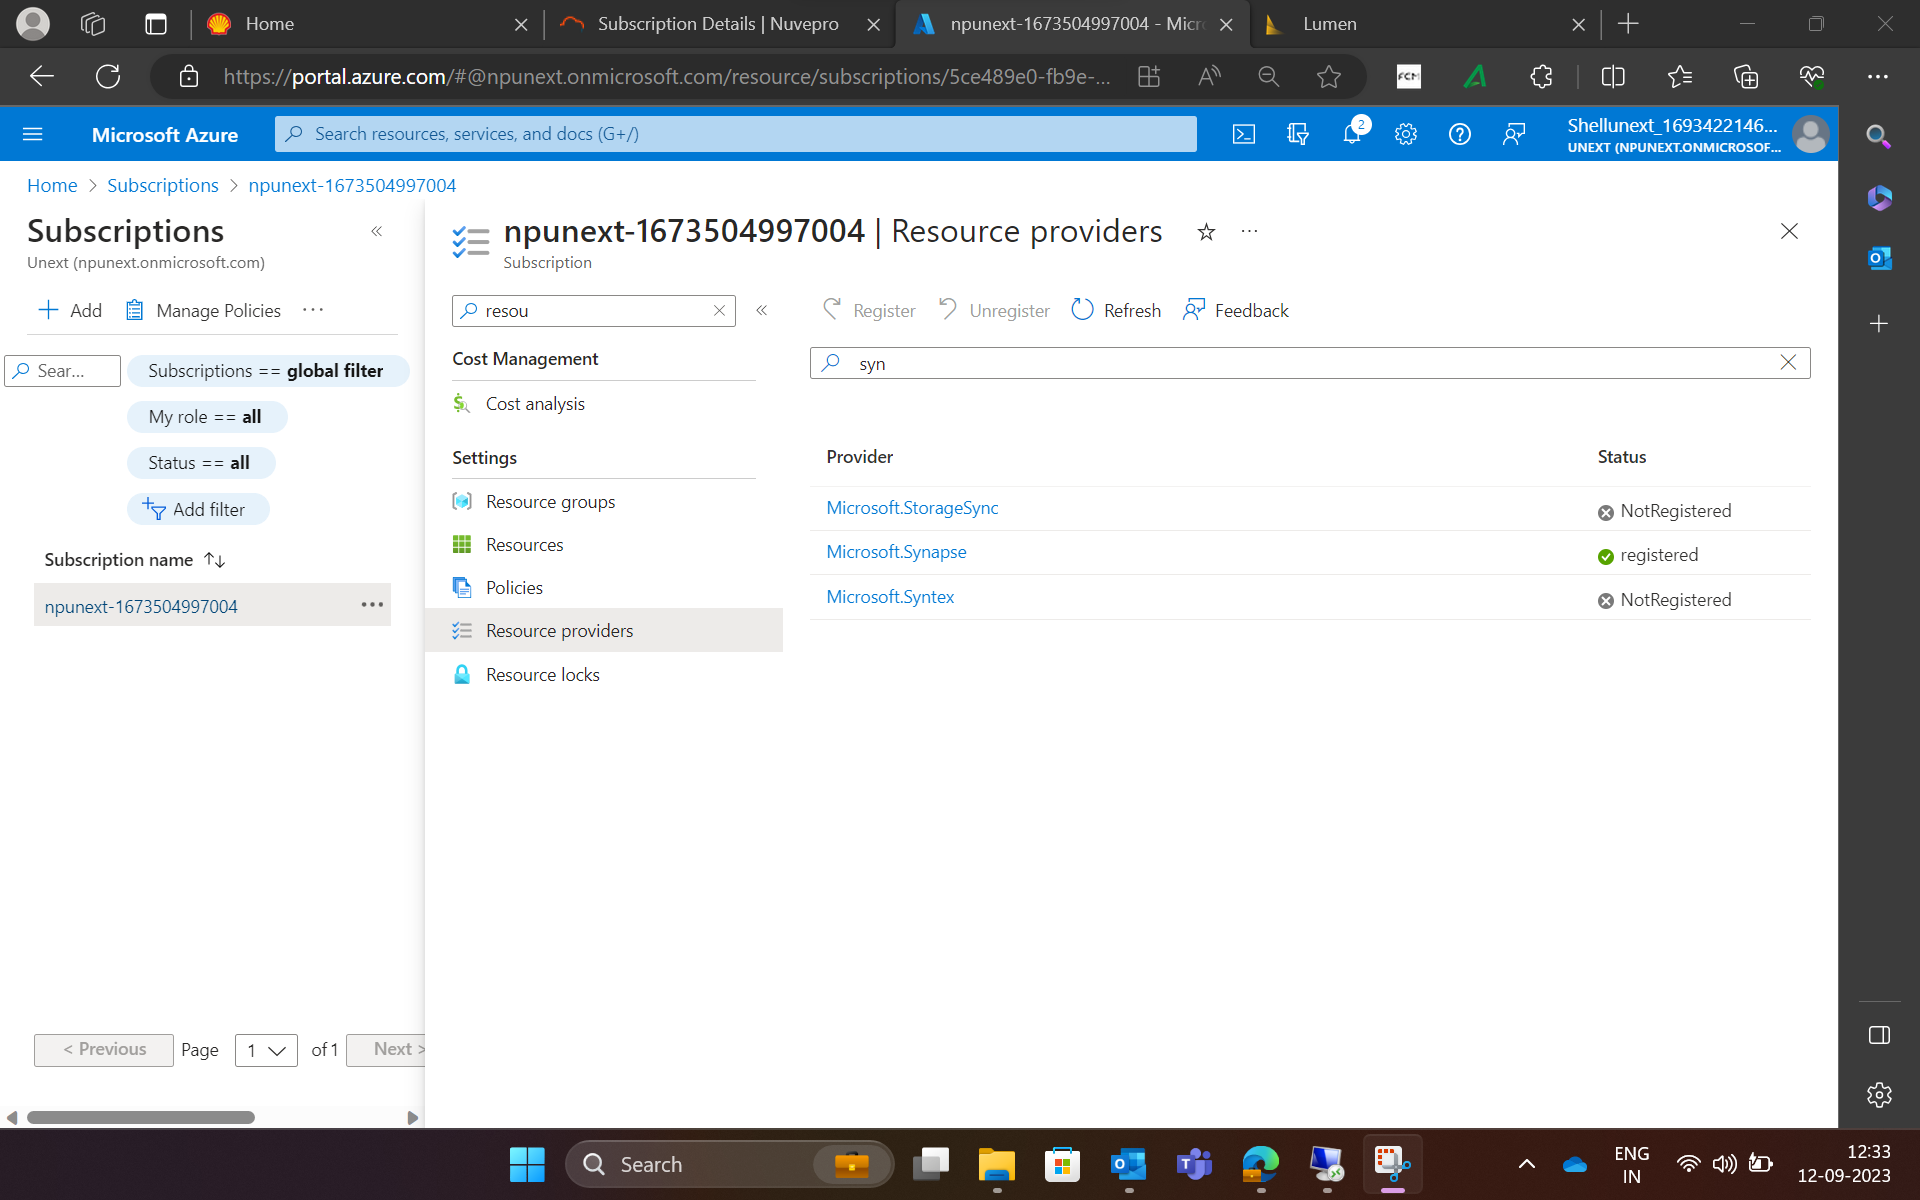 Home
Subscription Details | Nuvepro
npunext-1673504997004 - Micr
Lumen
https://portal.azure.com/#@npunext.onmicrosoft.com/resource/subscriptions/5ce489e0-fb9e-...
FCM
Microsoft Azure
Search resources, services, and docs (G+/)
2
Shellunext_1693422146...
UNEXT (NPUNEXT.ONMICROSOF...
Home > Subscriptions > npunext-1673504997004
Subscriptions
Unext (npunext.onmicrosoft.com)
Add
Manage Policies
Sear...
Subscriptions == global filter
My role == all
Status == all
Add filter
Subscription name
npunext-1673504997004
< Previous Page 1 of 1 Next >
npunext-1673504997004 | Resource providers
Subscription
resou
Cost Management
Cost analysis
Settings
Resource groups
Resources
Policies
Resource providers
Resource locks
Register
Unregister
Refresh
Feedback
syn
Provider Status
Microsoft.StorageSync NotRegistered
Microsoft.Synapse registered
Microsoft.Syntex NotRegistered
Search
ENG
IN
12:33
12-09-2023